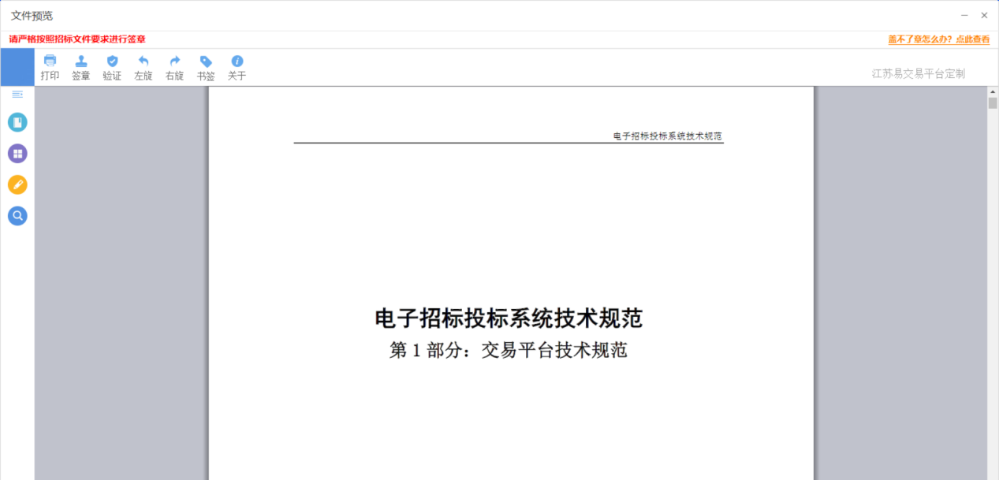 文件预览
请严格按照招标文件要求进行签章
盖不了章怎么办？点此查看
打印 签章 验证 左旋 右旋 书签 关于
江苏易交易平台定制
电子招标投标系统技术规范
电子招标投标系统技术规范
第 1 部分：交易平台技术规范